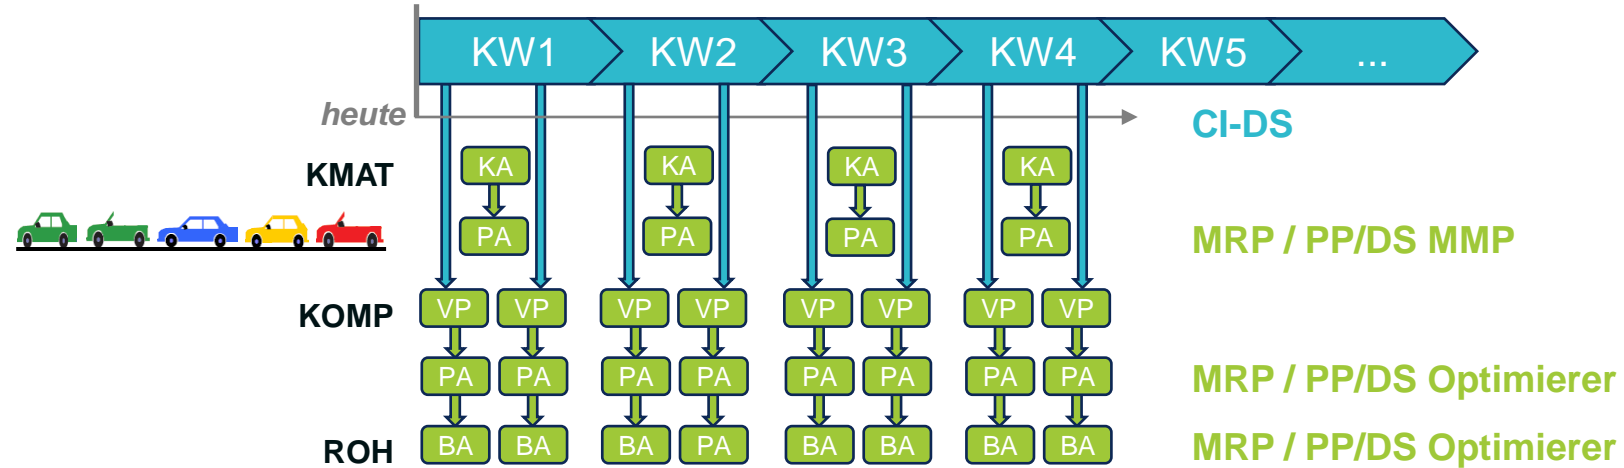 KW1 KW2 KW3 KW4 KW5 ...
heute
CI-DS
KMAT KA KA KA KA
PA PA PA PA MRP / PP/DS MMP
KOMP VP VP VP VP VP VP VP VP
PA PA PA PA PA PA PA PA MRP / PP/DS Optimierer
ROH BA BA BA PA BA BA BA BA MRP / PP/DS Optimierer